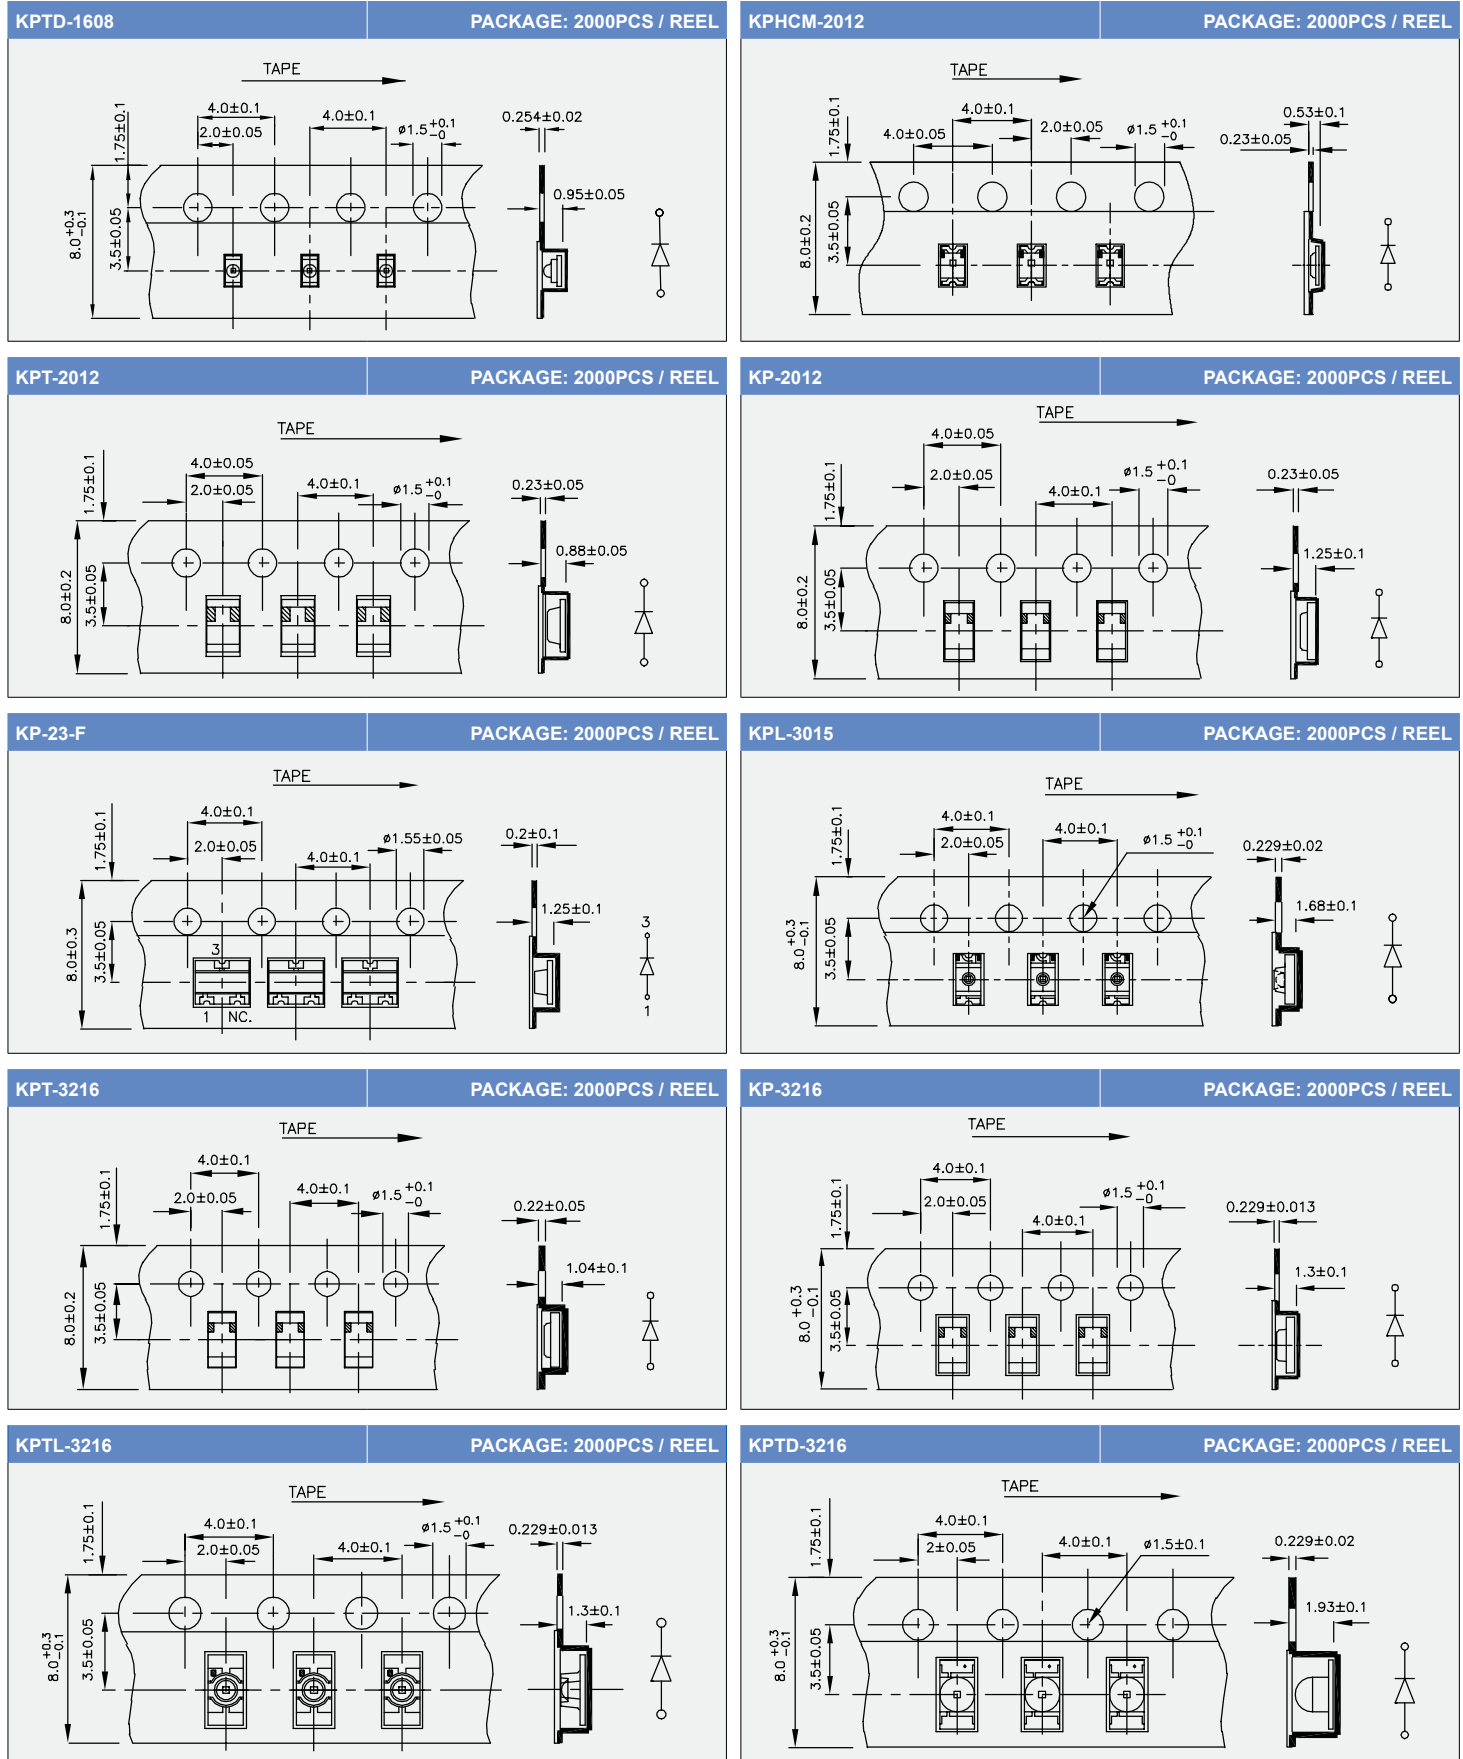 KPTD-1608 PACKAGE: 2000PCS / REEL
TAPE
4.0±0.1
4.0±0.1
2.0±0.05
ø1.5 +0.1 -0
1.75±0.1
8.0 +0.3 -0.1
3.5±0.05
0.254±0.02
0.95±0.05
KPHCM-2012 PACKAGE: 2000PCS / REEL
TAPE
4.0±0.1
4.0±0.05
2.0±0.05
ø1.5 +0.1 -0
1.75±0.1
8.0±0.2
3.5±0.05
0.53±0.1
0.23±0.05
KPT-2012 PACKAGE: 2000PCS / REEL
TAPE
4.0±0.05
2.0±0.05
4.0±0.1
ø1.5 +0.1 -0
1.75±0.1
8.0±0.2
3.5±0.05
0.23±0.05
0.88±0.05
KP-2012 PACKAGE: 2000PCS / REEL
TAPE
4.0±0.05
2.0±0.05
4.0±0.1
ø1.5 +0.1 -0
1.75±0.1
8.0±0.2
3.5±0.05
0.23±0.05
1.25±0.1
KP-23-F PACKAGE: 2000PCS / REEL
TAPE
4.0±0.1
2.0±0.05
4.0±0.1
ø1.55±0.05
1.75±0.1
8.0±0.3
3.5±0.05
3
1 NC.
0.2±0.1
1.25±0.1
3
1
KPL-3015 PACKAGE: 2000PCS / REEL
TAPE
4.0±0.1
2.0±0.05
4.0±0.1
ø1.5 +0.1 -0
1.75±0.1
8.0 +0.3 -0.1
3.5±0.05
0.229±0.02
1.68±0.1
KPT-3216 PACKAGE: 2000PCS / REEL
TAPE
4.0±0.1
2.0±0.05
4.0±0.1
ø1.5 +0.1 -0
1.75±0.1
8.0±0.2
3.5±0.05
0.22±0.05
1.04±0.1
KP-3216 PACKAGE: 2000PCS / REEL
TAPE
4.0±0.1
2.0±0.05
4.0±0.1
ø1.5 +0.1 -0
1.75±0.1
8.0 +0.3 -0.1
3.5±0.05
0.229±0.013
1.3±0.1
KPTL-3216 PACKAGE: 2000PCS / REEL
TAPE
4.0±0.1
2.0±0.05
4.0±0.1
ø1.5 +0.1 -0
1.75±0.1
8.0 +0.3 -0.1
3.5±0.05
0.229±0.013
1.3±0.1
KPTD-3216 PACKAGE: 2000PCS / REEL
TAPE
4.0±0.1
2±0.05
4.0±0.1
ø1.5±0.1
1.75±0.1
8.0 +0.3 -0.1
3.5±0.05
0.229±0.02
1.93±0.1